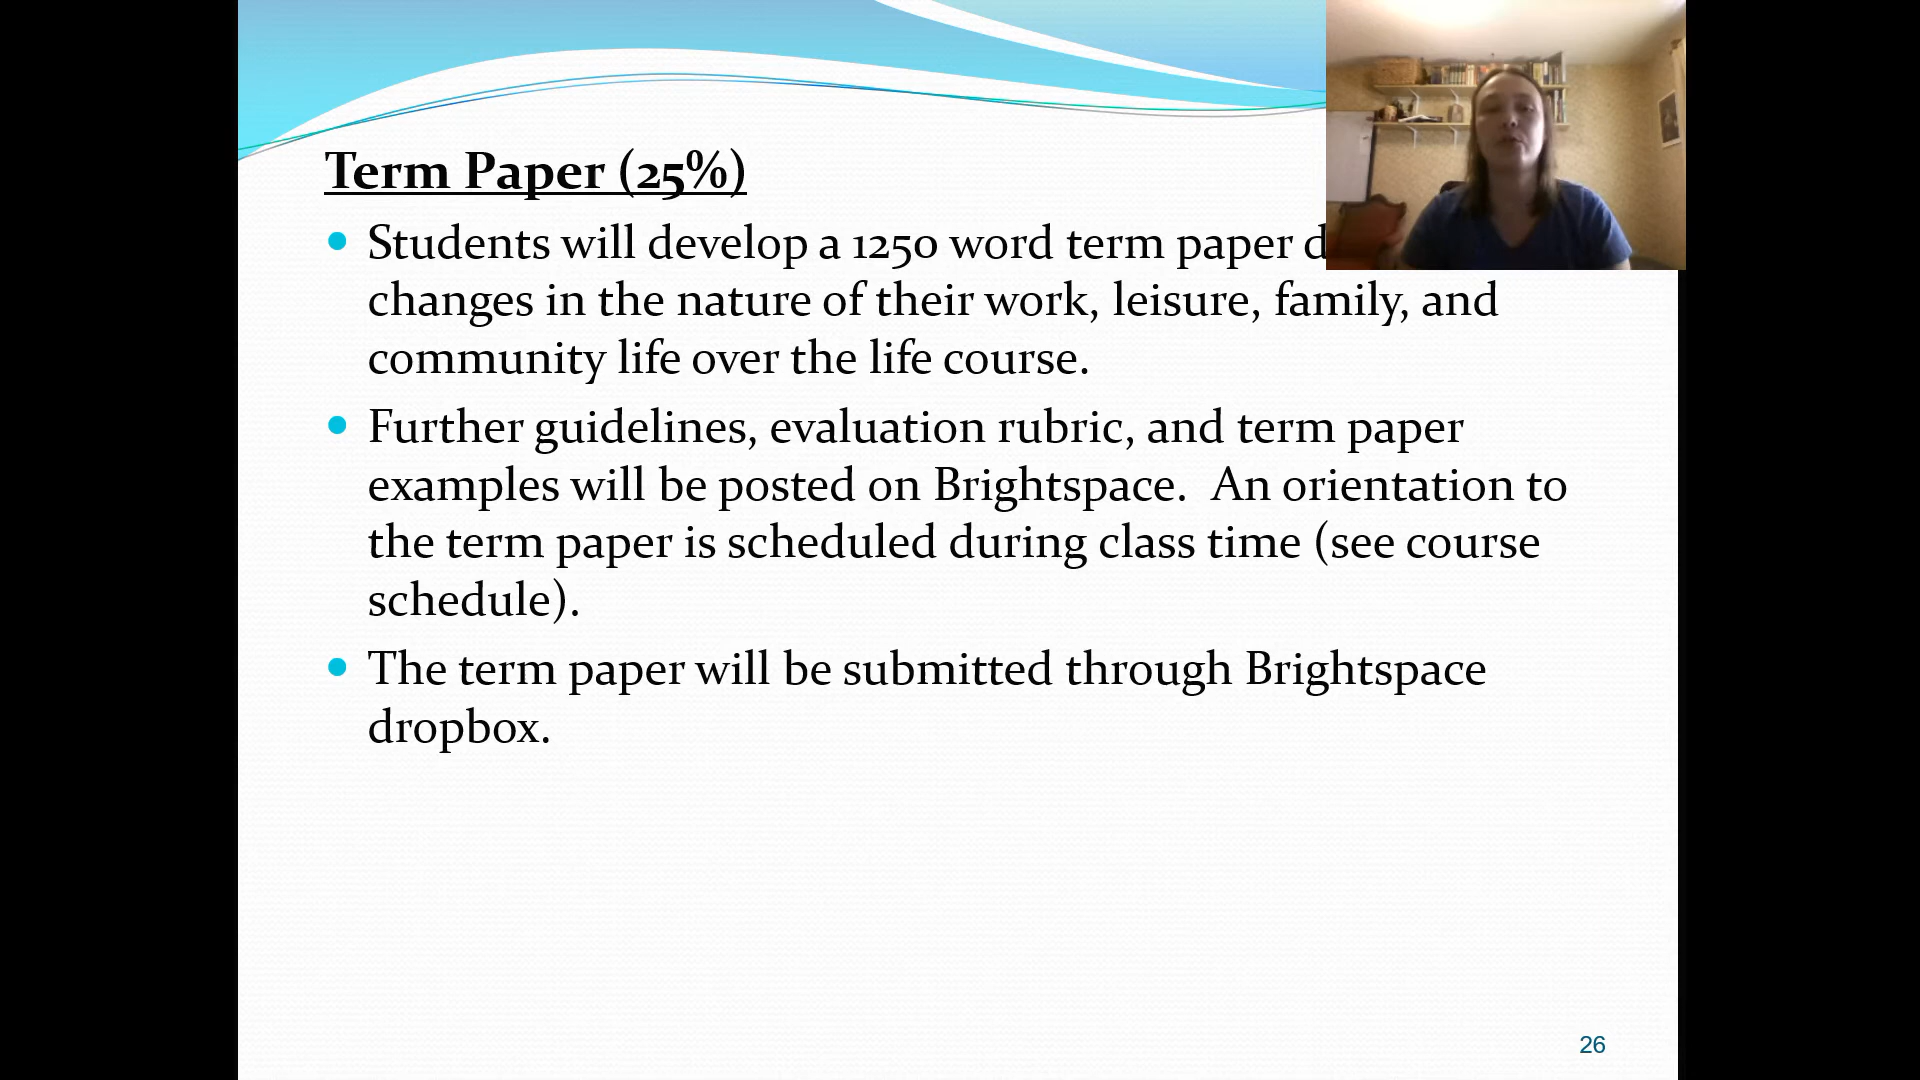 Term Paper (25%)
Students will develop a 1250 word term paper
changes in the nature of their work, leisure, family, and
community life over the life course.
Further guidelines, evaluation rubric, and term paper
examples will be posted on Brightspace. An orientation to
the term paper is scheduled during class time (see course
schedule).
The term paper will be submitted through Brightspace
dropbox.
26